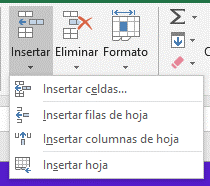 Insertar Eliminar Formato
Insertar celdas...
Insertar filas de hoja
Insertar columnas de hoja
Insertar hoja